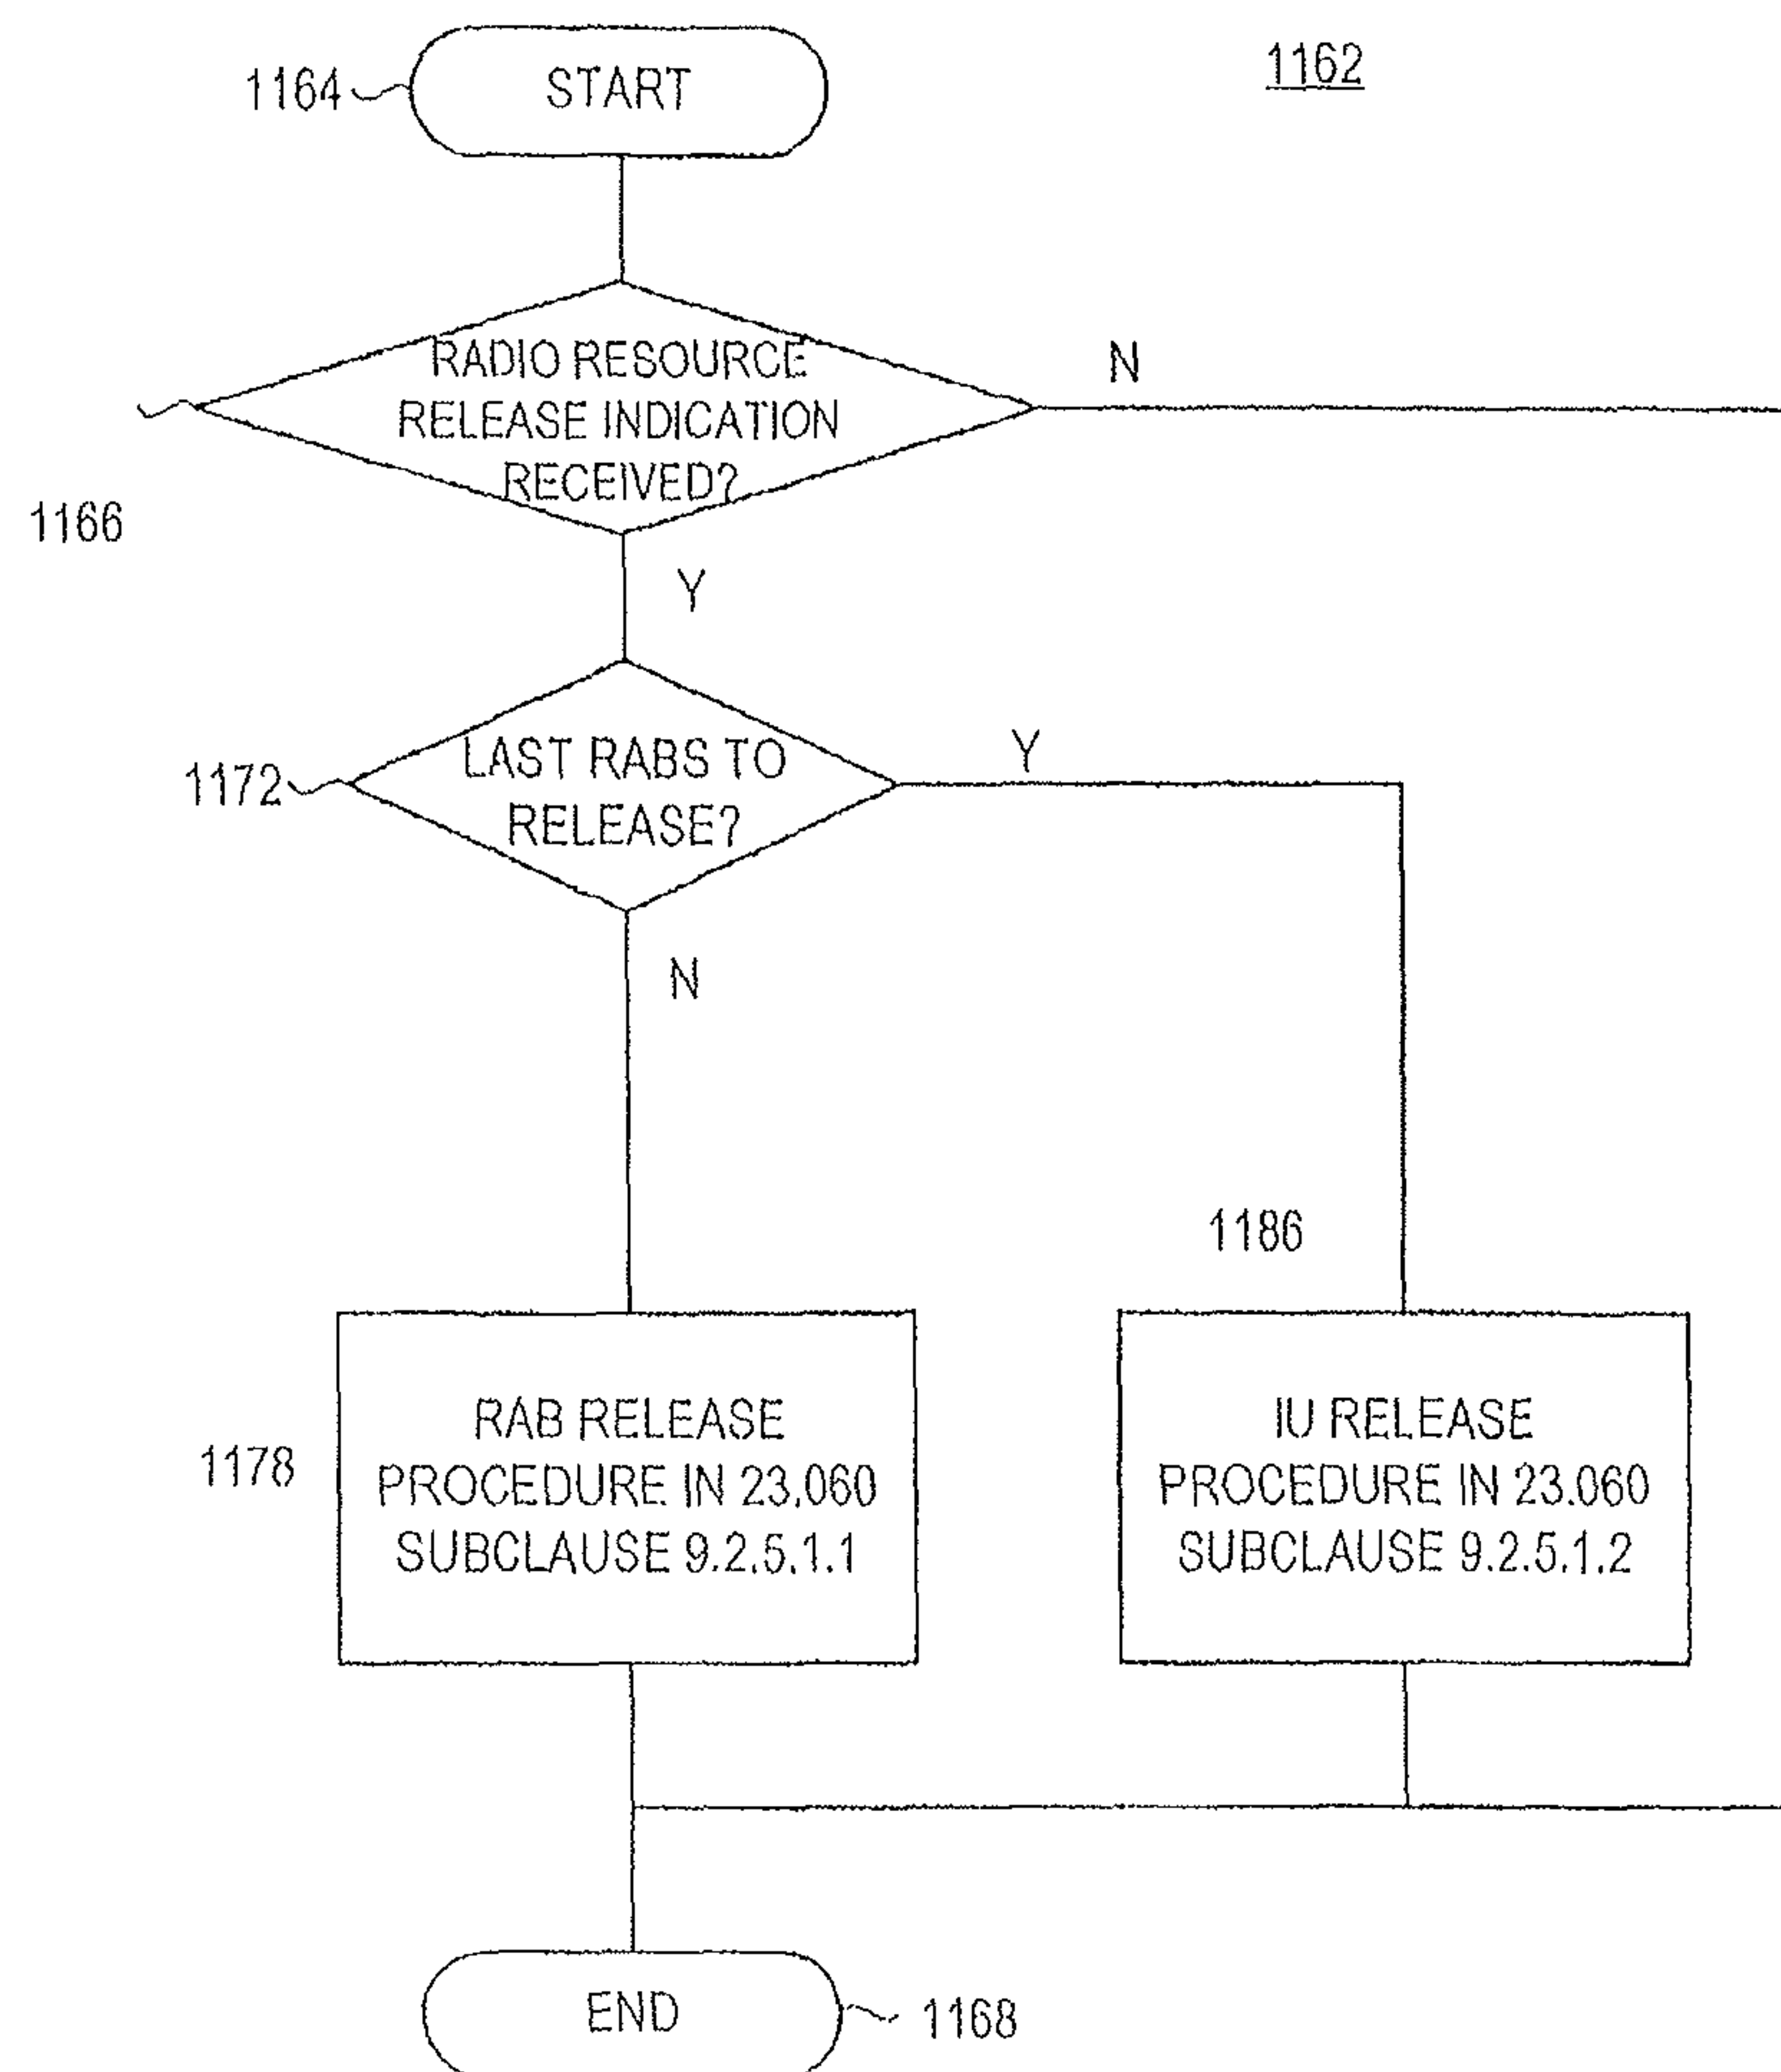 1162
1164
START
RADIO RESOURCE
RELEASE INDICATION
RECEIVED?
N
1166
Y
1172
LAST RABS TO
RELEASE?
Y
N
1186
1178
RAB RELEASE
PROCEDURE IN 23.060
SUBCLAUSE 9.2.5.1.1
IU RELEASE
PROCEDURE IN 23.060
SUBCLAUSE 9.2.5.1.2
END
1168